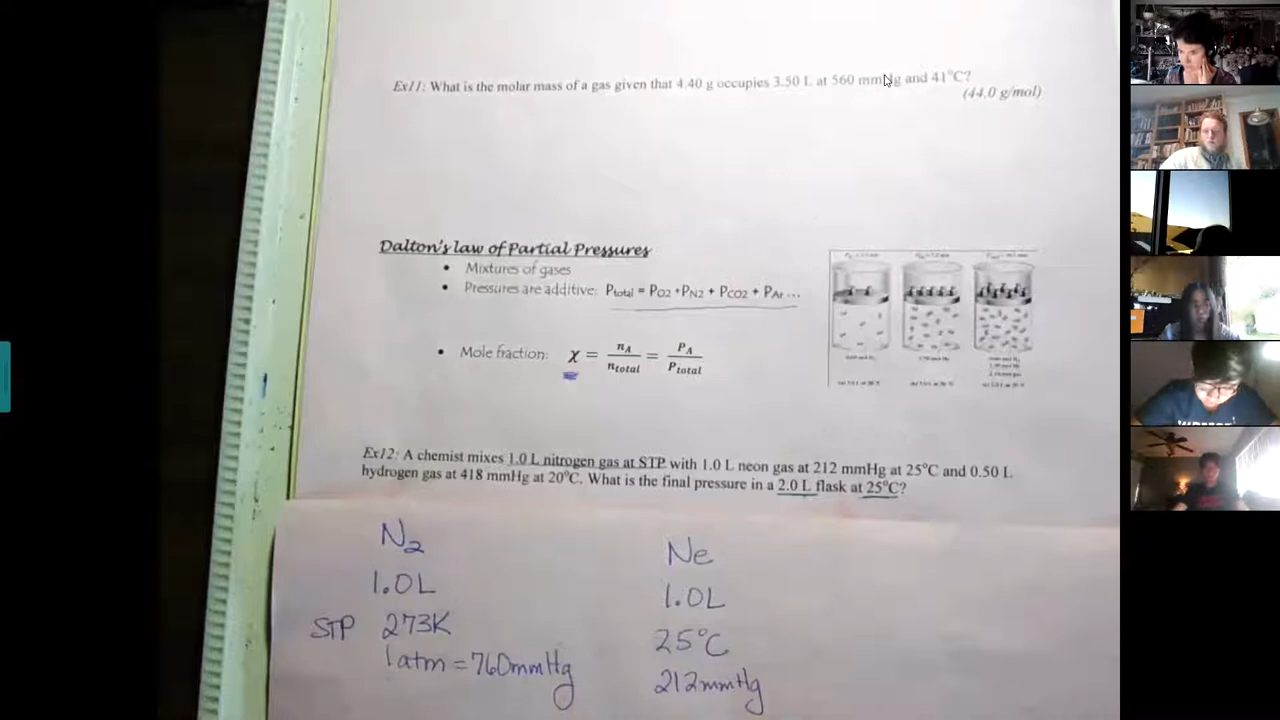 Ex11: What is the molar mass of a gas given that 4.40 g occupies 3.50 L at 560 mmHg and 41°C?
(44.0 g/mol)
Dalton's law of Partial Pressures
• Mixtures of gases
• Pressures are additive: Ptotal = PO2 +PN2 + PCO2 + PAr ...
• Mole fraction: χ = nA/ntotal = PA/Ptotal
Ex12: A chemist mixes 1.0 L nitrogen gas at STP with 1.0 L neon gas at 212 mmHg at 25°C and 0.50 L
hydrogen gas at 418 mmHg at 20°C. What is the final pressure in a 2.0 L flask at 25°C?
N2
1.0L
STP 273K
1atm = 760mmHg
Ne
1.0L
25°C
212mmHg